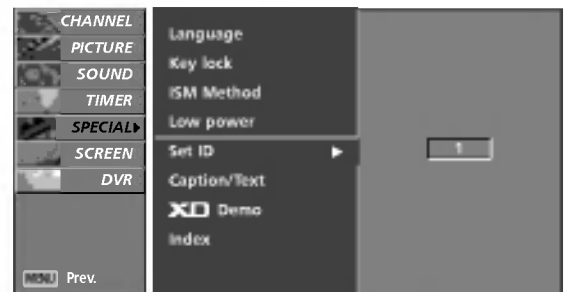 CHANNEL
PICTURE
SOUND
TIMER
SPECIAL
SCREEN
DVR
MENU Prev.
Language
Key lock
ISM Method
Low power
Set ID
Caption/Text
XD Demo
Index
1